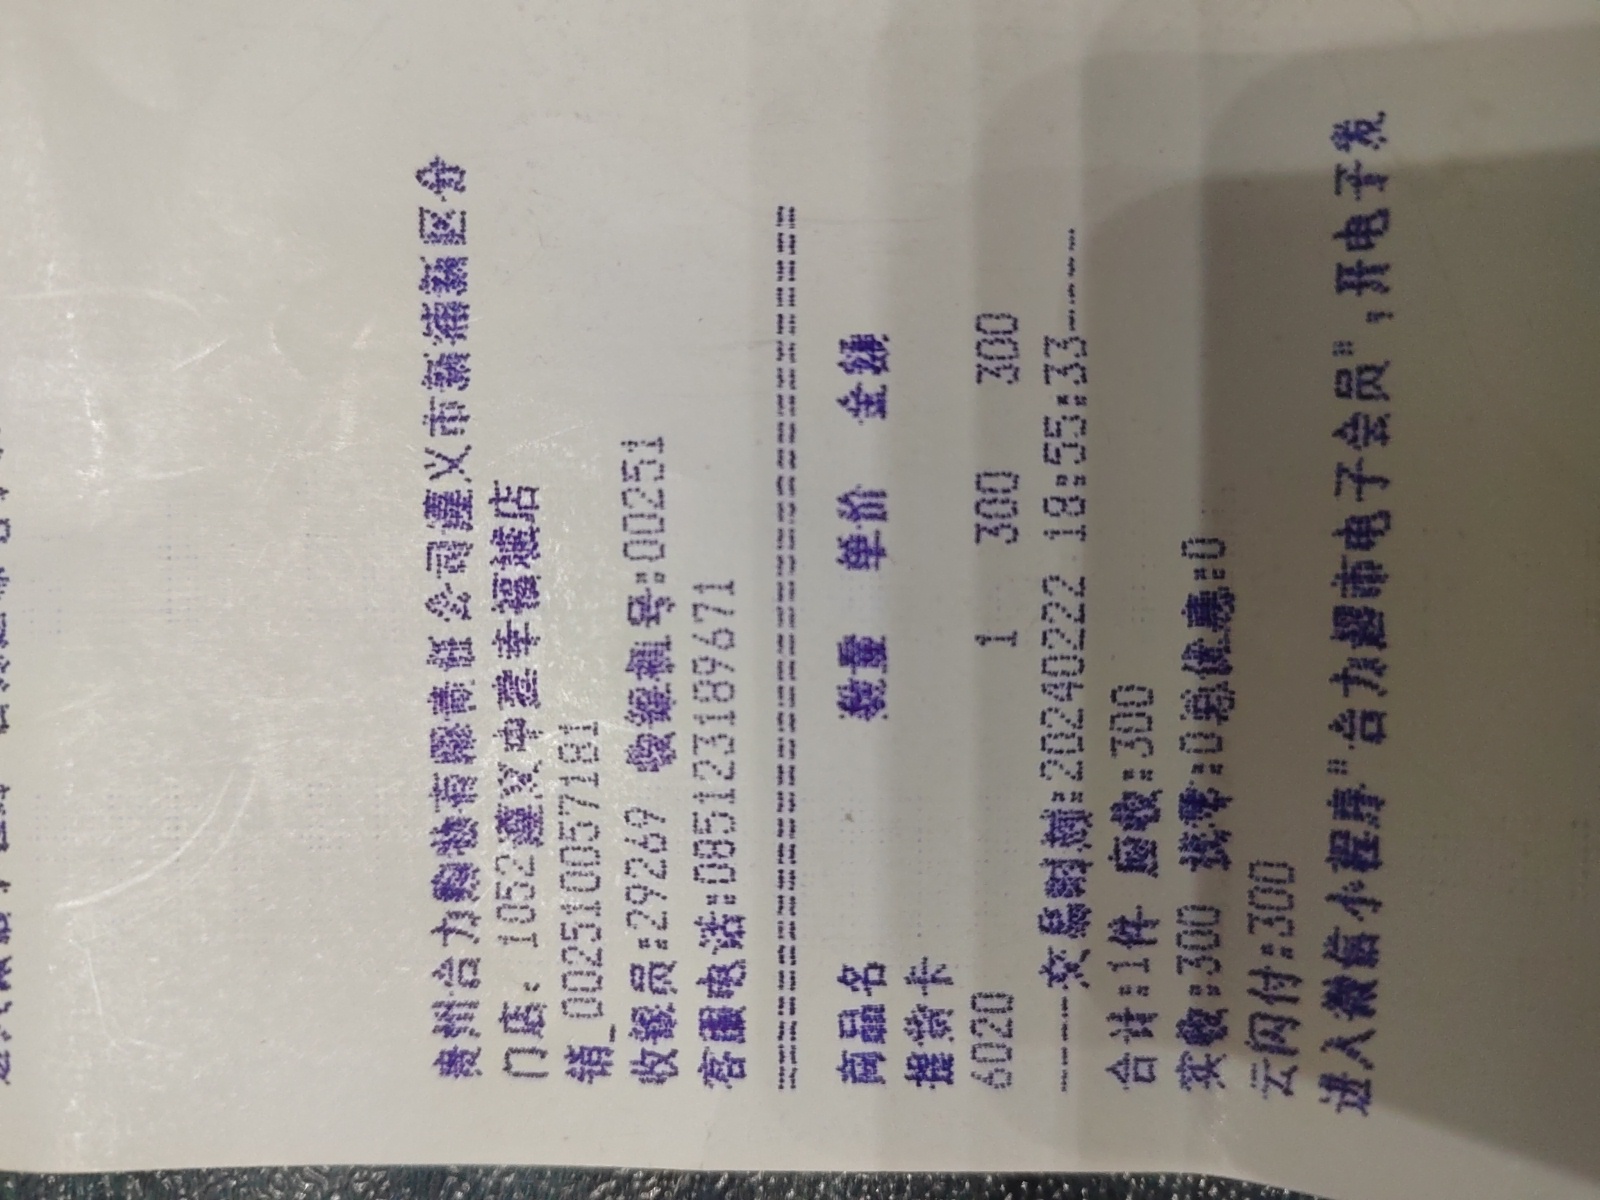 贵州合力购物有限责任公司遵义市新蒲新区分
门店: 1052遵义中建幸福城店
销_002510057181
收银员:29269 收银机号:00251
客服电话:085123189671
==========================================
商品名 数量 单价 金额
提货卡
6020 1 300 300
-----交易时间:20240222 18:55:33-----
合计:1件 应收:300
实收:300 找零:0总优惠:0
云闪付:300
进入微信小程序"合力超市电子会员",开电子发